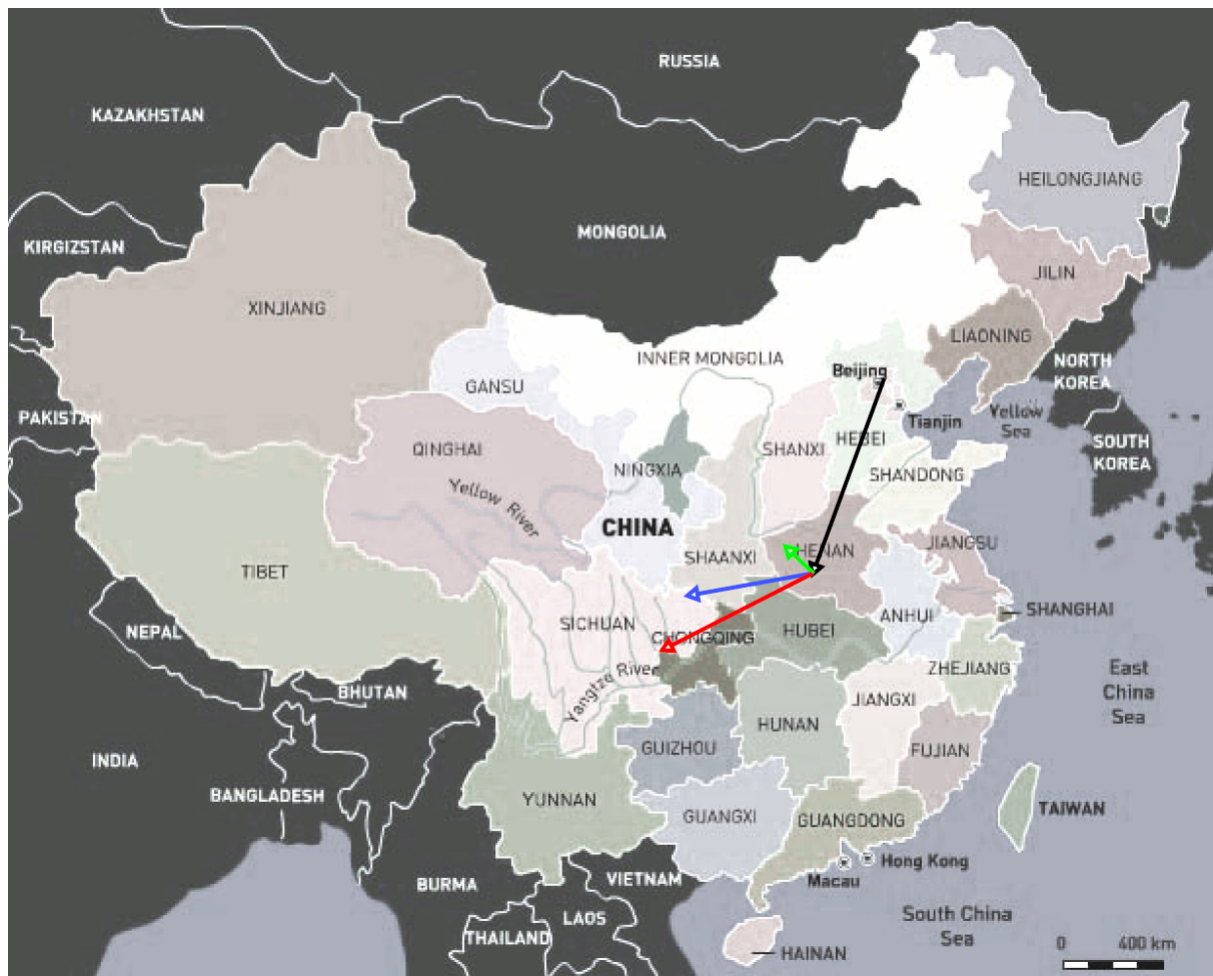 RUSSIA
KAZAKHSTAN
HEILONGJIANG
MONGOLIA
KIRGIZSTAN
JILIN
XINJIANG
LIAONING
INNER MONGOLIA
NORTH
KOREA
Beijing
GANSU
PAKISTAN
Tianjin
Yellow
Sea
HEBEI
SHANXI
QINGHAI
SOUTH
KOREA
NINGXIA
SHANDONG
Yellow River
CHINA
JIANGSU
HENAN
SHAANXI
TIBET
SHANGHAI
ANHUI
NEPAL
SICHUAN
CHONGQING
HUBEI
ZHEJIANG
East
China
Sea
BHUTAN
Yangtze River
JIANGXI
HUNAN
GUIZHOU
FUJIAN
INDIA
BANGLADESH
YUNNAN
TAIWAN
GUANGXI
GUANGDONG
Hong Kong
Macau
BURMA
VIETNAM
LAOS
South China
Sea
THAILAND
HAINAN
0 400 km